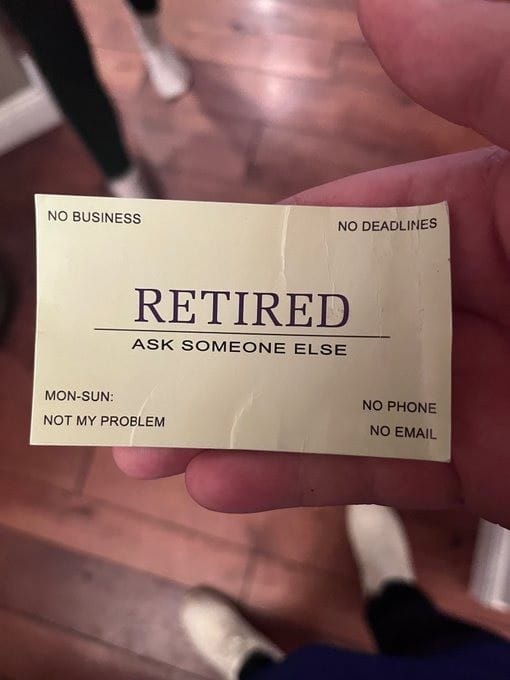 NO BUSINESS
NO DEADLINES
RETIRED
ASK SOMEONE ELSE
MON-SUN:
NOT MY PROBLEM
NO PHONE
NO EMAIL